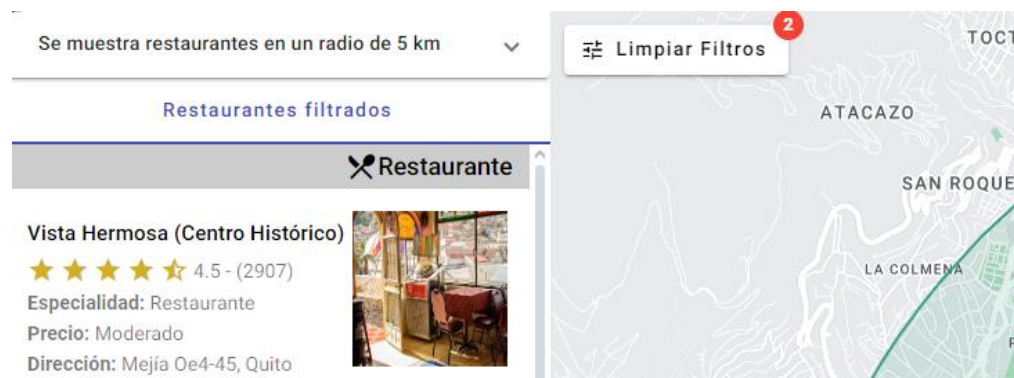 Se muestra restaurantes en un radio de 5 km
Restaurantes filtrados
Restaurante
Vista Hermosa (Centro Histórico)
4.5 - (2907)
Especialidad: Restaurante
Precio: Moderado
Dirección: Mejía Oe4-45, Quito
Limpiar Filtros
2
TOCT
ATACAZO
SAN ROQUE
LA COLMENA